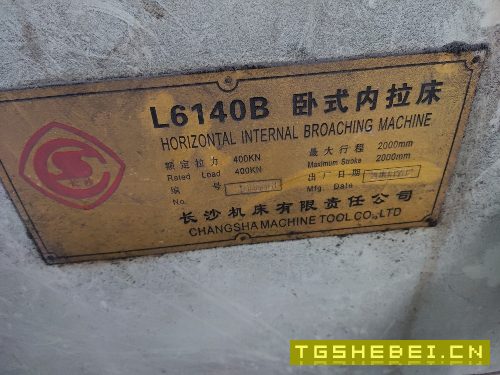 L6140B 卧式内拉床
HORIZONTAL INTERNAL BROACHING MACHINE
额定拉力 400KN 最大行程 2000mm
Rated Load 400KN Maximum Stroke 2000mm
编 号 出厂日期
No. Mfg. Date
长沙机床有限责任公司
CHANGSHA MACHINE TOOL CO.,LTD
长机
TGSHEBEI.CN